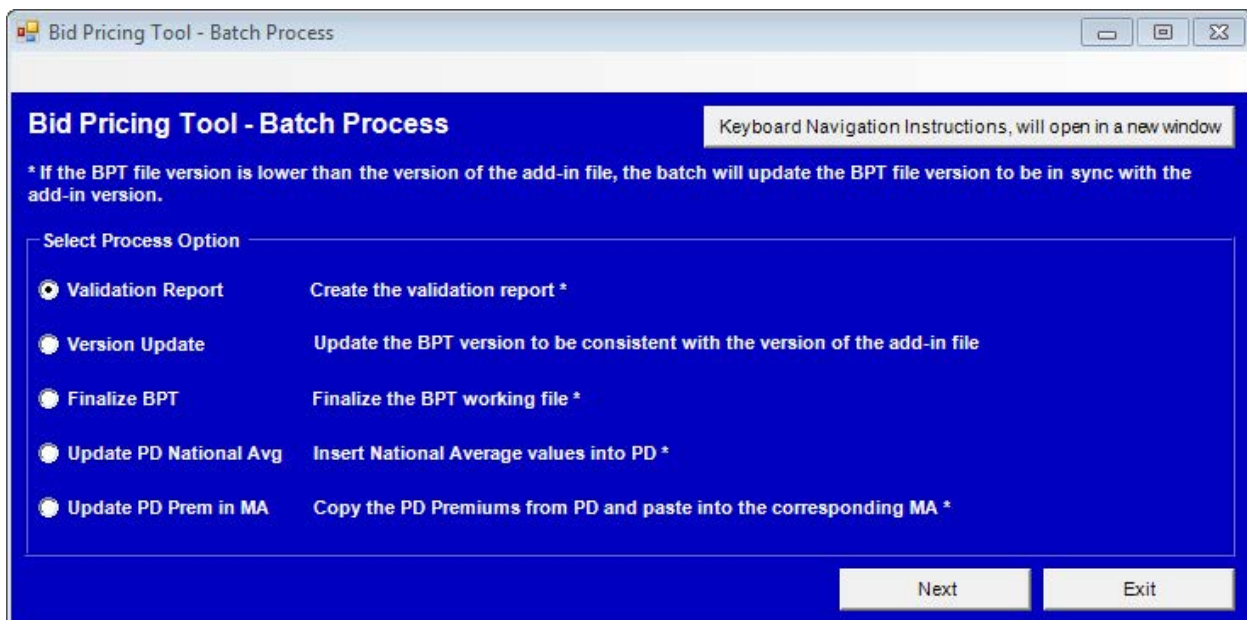 Bid Pricing Tool - Batch Process
Bid Pricing Tool - Batch Process
Keyboard Navigation Instructions, will open in a new window
* If the BPT file version is lower than the version of the add-in file, the batch will update the BPT file version to be in sync with the
add-in version.
Select Process Option
Validation Report Create the validation report *
Version Update Update the BPT version to be consistent with the version of the add-in file
Finalize BPT Finalize the BPT working file *
Update PD National Avg Insert National Average values into PD *
Update PD Prem in MA Copy the PD Premiums from PD and paste into the corresponding MA *
Next Exit